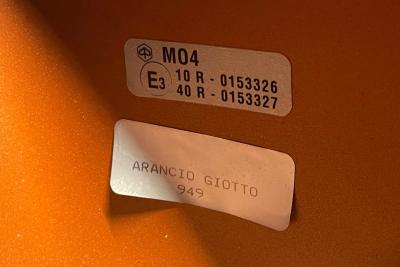 M04
E3
10 R - 0153326
40 R - 0153327
ARANCIO GIOTTO
949